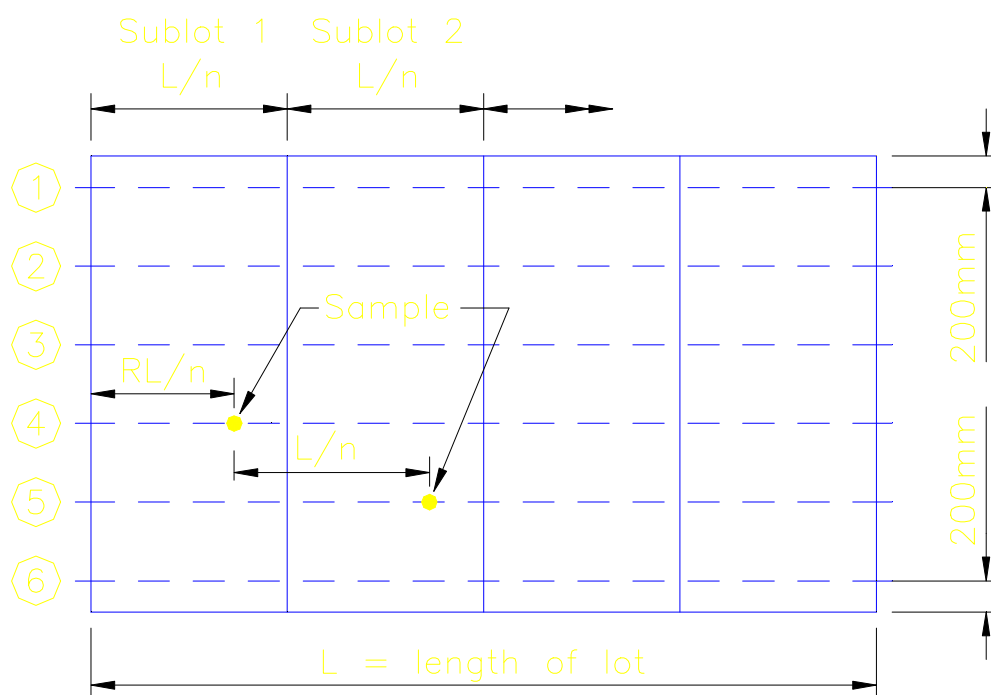 Sublot 1 Sublot 2
L/n L/n
1
2
200mm
Sample
3
RL/n
4
L/n
5
200mm
6
L = length of lot